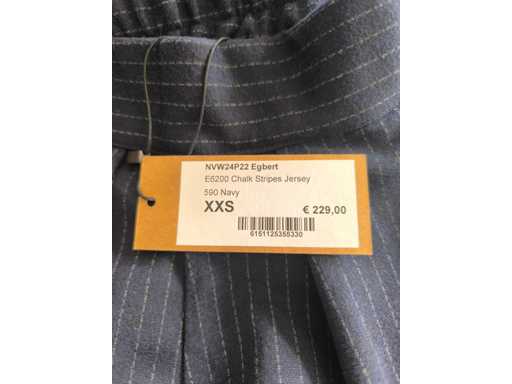 NVW24P22 Egbert
E6200 Chalk Stripes Jersey
590 Navy
XXS € 229,00
6151125355330